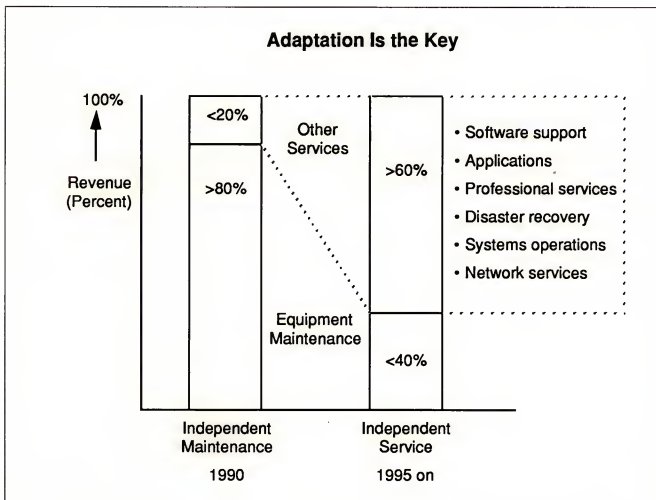 Adaptation Is the Key
100%
Revenue
(Percent)
<20%
>80%
Other
Services
Equipment
Maintenance
>60%
<40%
• Software support
• Applications
• Professional services
• Disaster recovery
• Systems operations
• Network services
Independent
Maintenance
1990
Independent
Service
1995 on